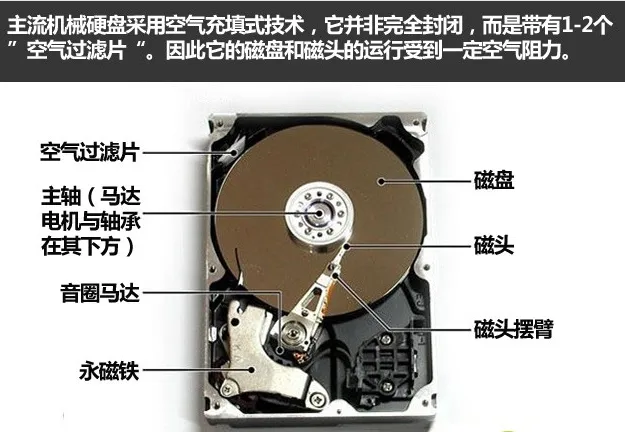 主流机械硬盘采用空气充填式技术，它并非完全封闭，而是带有1-2个
”空气过滤片“。因此它的磁盘和磁头的运行受到一定空气阻力。
空气过滤片
主轴（马达
电机与轴承
在其下方）
音圈马达
永磁铁
磁盘
磁头
磁头摆臂